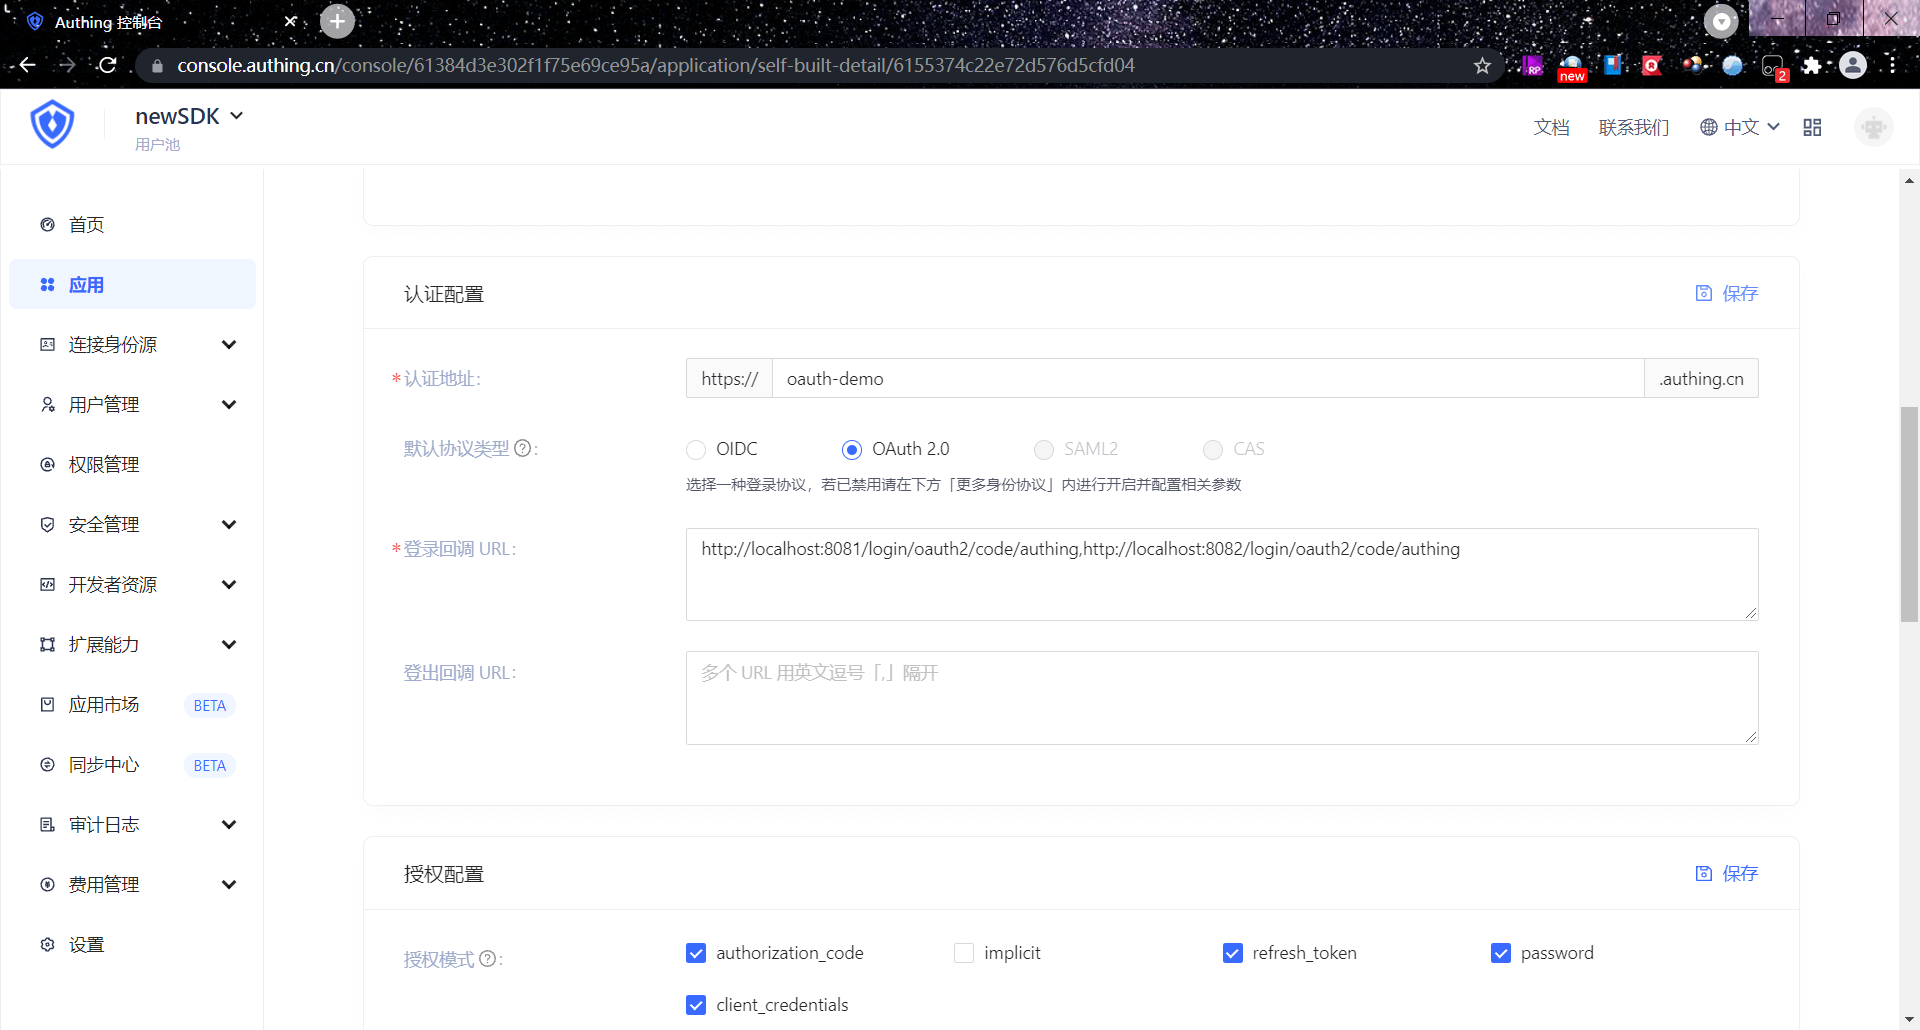 Authing 控制台
console.authing.cn/console/61384d3e302f1f75e69ce95a/application/self-built-detail/6155374c22e72d576d5cfd04
RP
new
2
newSDK
用户池
文档
联系我们
中文
首页
应用
连接身份源
用户管理
权限管理
安全管理
开发者资源
扩展能力
应用市场 BETA
同步中心 BETA
审计日志
费用管理
设置
认证配置
保存
*认证地址:
https:// oauth-demo .authing.cn
默认协议类型 ?:
OIDC OAuth 2.0 SAML2 CAS
选择一种登录协议，若已禁用请在下方「更多身份协议」内进行开启并配置相关参数
*登录回调 URL:
http://localhost:8081/login/oauth2/code/authing,http://localhost:8082/login/oauth2/code/authing
登出回调 URL:
多个 URL 用英文逗号「,」隔开
授权配置
保存
授权模式 ?:
authorization_code implicit refresh_token password
client_credentials